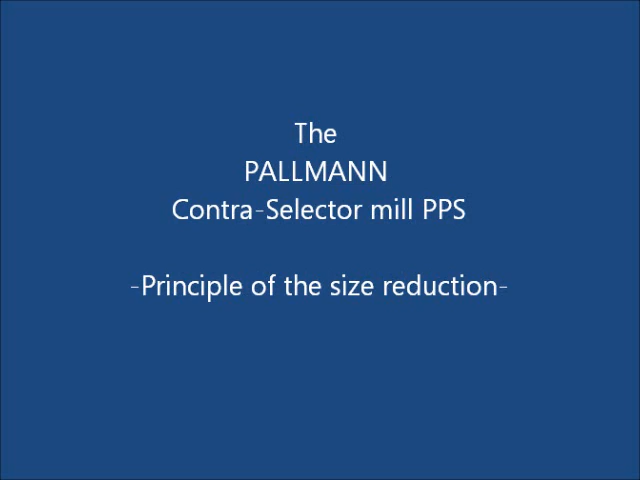 The
PALLMANN
Contra-Selector mill PPS
-Principle of the size reduction-